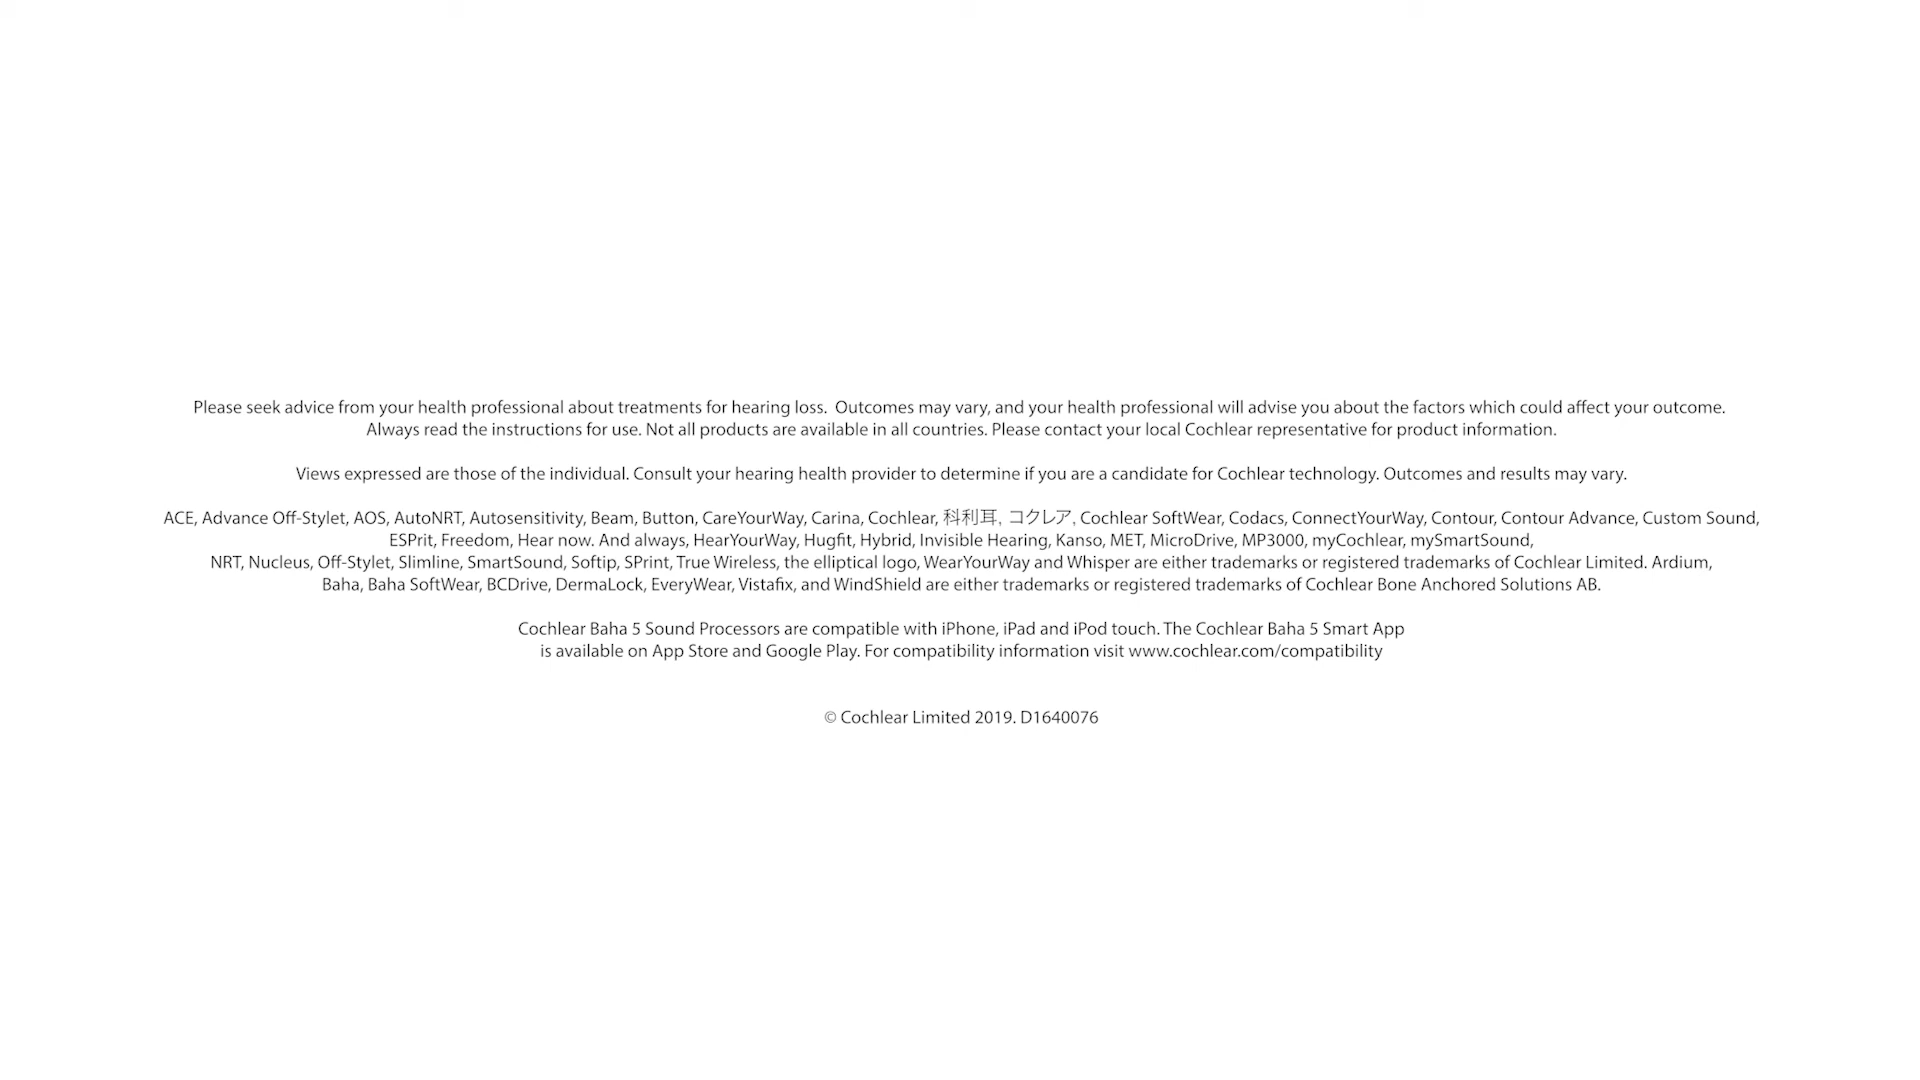 Please seek advice from your health professional about treatments for hearing loss.  Outcomes may vary, and your health professional will advise you about the factors which could affect your outcome.
Always read the instructions for use. Not all products are available in all countries. Please contact your local Cochlear representative for product information.
Views expressed are those of the individual. Consult your hearing health provider to determine if you are a candidate for Cochlear technology. Outcomes and results may vary.
ACE, Advance Off-Stylet, AOS, AutoNRT, Autosensitivity, Beam, Button, CareYourWay, Carina, Cochlear, 科利耳, コクレア, Cochlear SoftWear, Codacs, ConnectYourWay, Contour, Contour Advance, Custom Sound,
ESPrit, Freedom, Hear now. And always, HearYourWay, Hugfit, Hybrid, Invisible Hearing, Kanso, MET, MicroDrive, MP3000, myCochlear, mySmartSound,
NRT, Nucleus, Off-Stylet, Slimline, SmartSound, Softip, SPrint, True Wireless, the elliptical logo, WearYourWay and Whisper are either trademarks or registered trademarks of Cochlear Limited. Ardium,
Baha, Baha SoftWear, BCDrive, DermaLock, EveryWear, Vistafix, and WindShield are either trademarks or registered trademarks of Cochlear Bone Anchored Solutions AB.
Cochlear Baha 5 Sound Processors are compatible with iPhone, iPad and iPod touch. The Cochlear Baha 5 Smart App
is available on App Store and Google Play. For compatibility information visit www.cochlear.com/compatibility
© Cochlear Limited 2019. D1640076